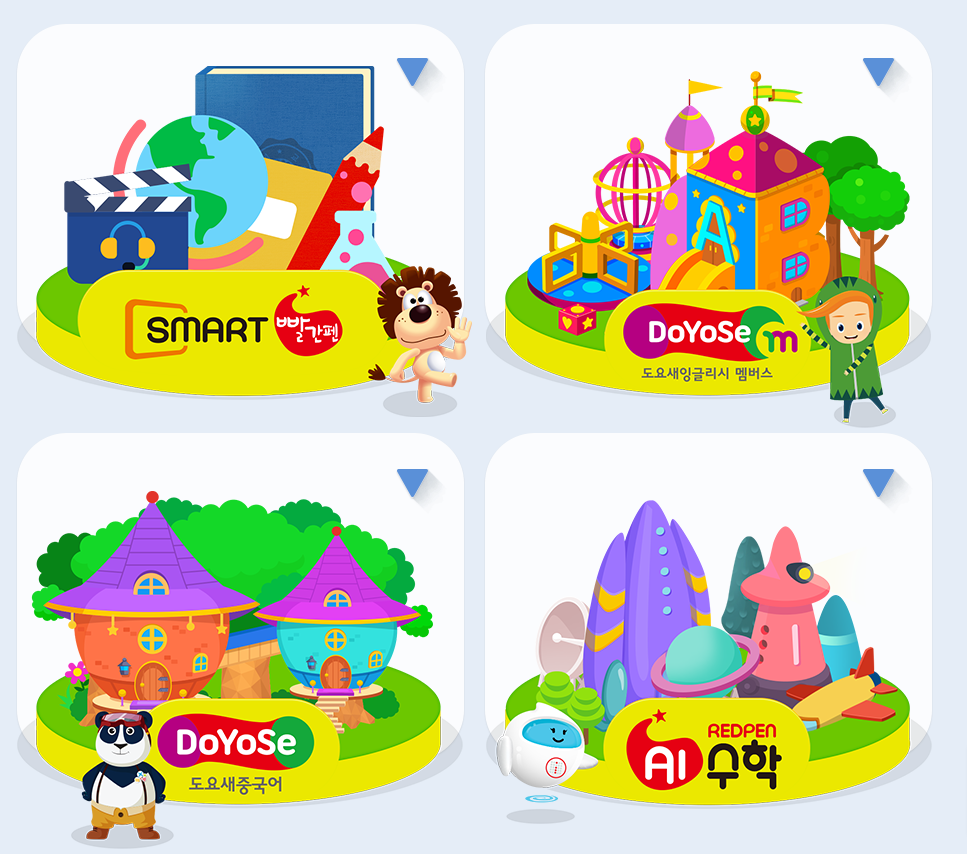 SMART 빨간펜
A
B
DoYoSe m
도요새잉글리시 멤버스
DoYoSe
도요새중국어
REDPEN
AI 수학